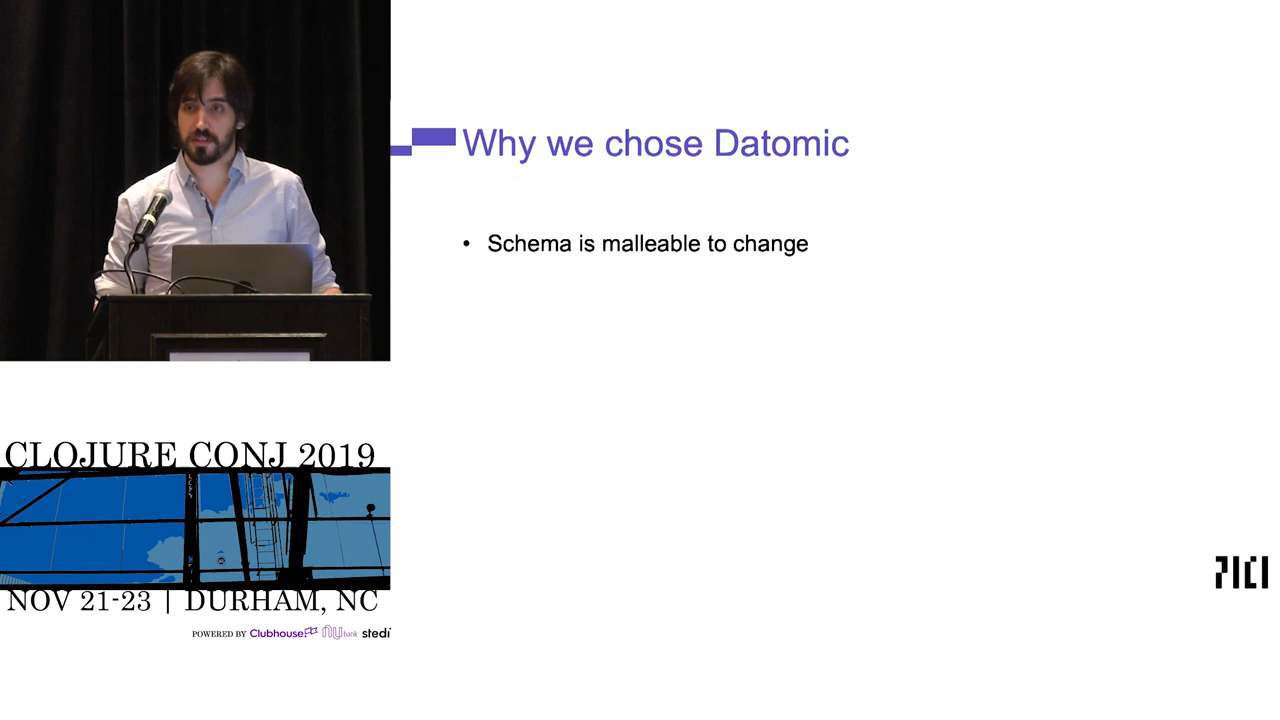 Why we chose Datomic
• Schema is malleable to change
CLOJURE CONJ 2019
NOV 21-23 | DURHAM, NC
POWERED BY Clubhouse nu bank stedi
PICI